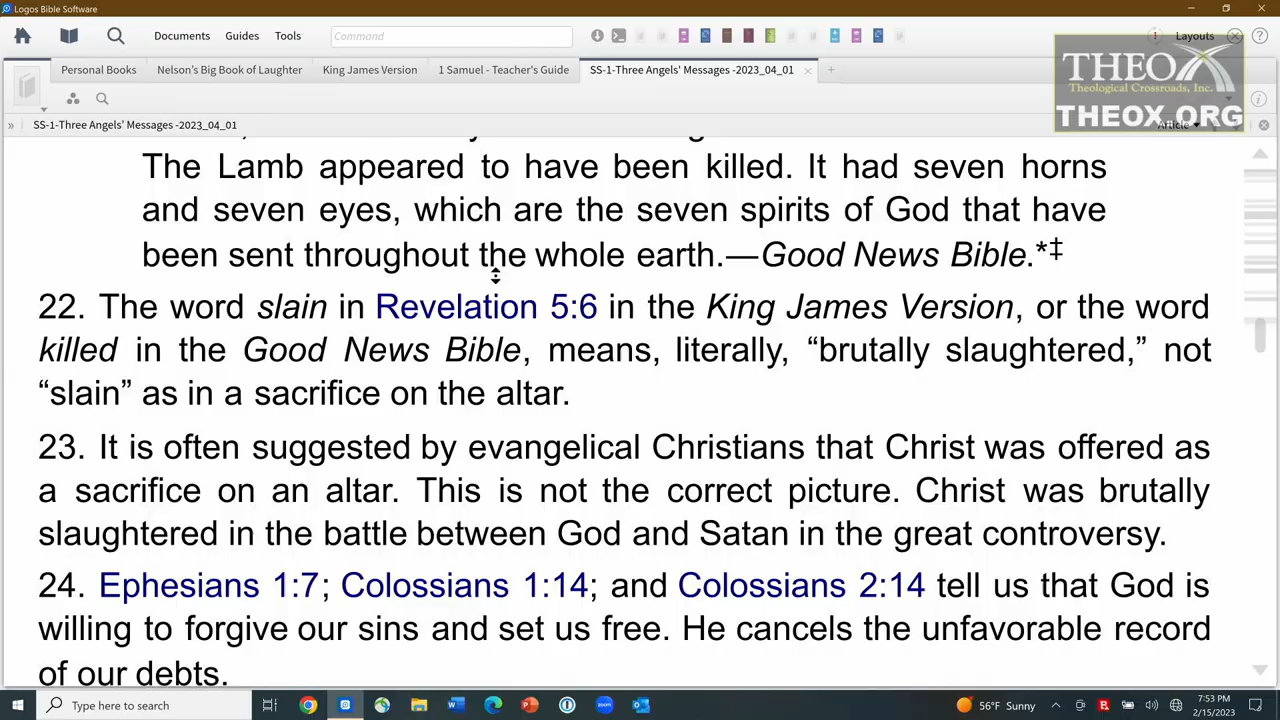 Logos Bible Software
Documents Guides Tools Command Layouts
Personal Books Nelson's Big Book of Laughter King James Version 1 Samuel - Teacher's Guide SS-1-Three Angels' Messages -2023_04_01
THEOX
Theological Crossroads, Inc.
THEOX.ORG
SS-1-Three Angels' Messages -2023_04_01 Article
The Lamb appeared to have been killed. It had seven horns
and seven eyes, which are the seven spirits of God that have
been sent throughout the whole earth.—Good News Bible.*‡
22. The word slain in Revelation 5:6 in the King James Version, or the word
killed in the Good News Bible, means, literally, “brutally slaughtered,” not
“slain” as in a sacrifice on the altar.
23. It is often suggested by evangelical Christians that Christ was offered as
a sacrifice on an altar. This is not the correct picture. Christ was brutally
slaughtered in the battle between God and Satan in the great controversy.
24. Ephesians 1:7; Colossians 1:14; and Colossians 2:14 tell us that God is
willing to forgive our sins and set us free. He cancels the unfavorable record
of our debts.
Type here to search 56°F Sunny 7:53 PM
2/15/2023